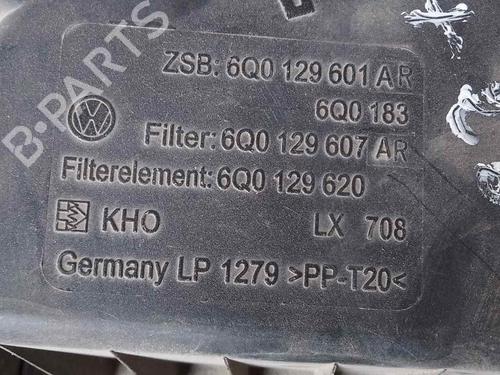 B-PARTS
ZSB: 6Q0 129 601 AR
6Q0 183
Filter: 6Q0 129 607 AR
Filterelement: 6Q0 129 620
KHO LX 708
Germany LP 1279 >PP-T20<